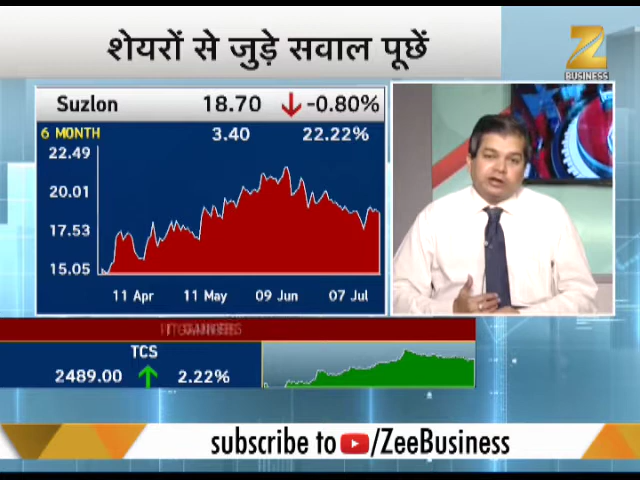 शेयरों से जुड़े सवाल पूछें
Z
BUSINESS
Suzlon 18.70 -0.80%
6 MONTH 3.40 22.22%
22.49
20.01
17.53
15.05
11 Apr 11 May 09 Jun 07 Jul
TCS
2489.00 2.22%
subscribe to /ZeeBusiness